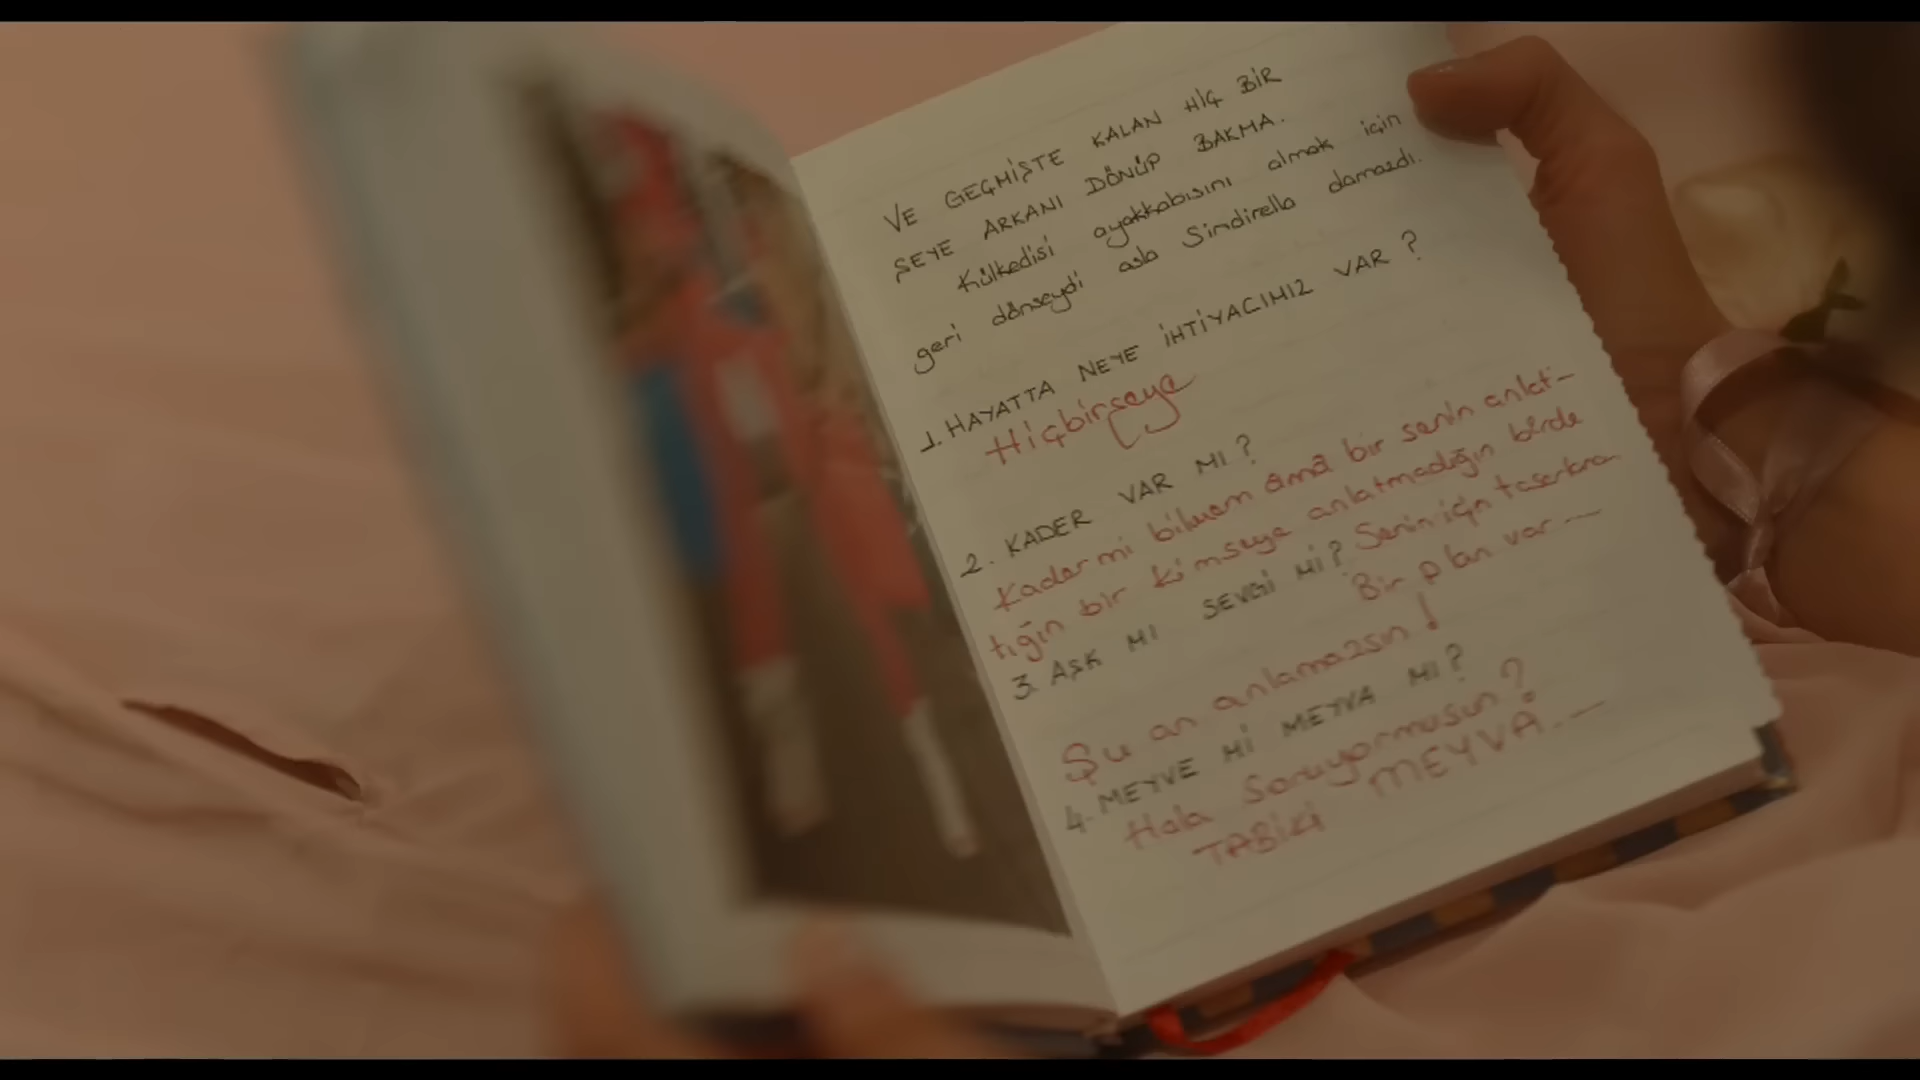 VE GEÇMİŞTE KALAN HİÇ BİR
ŞEYE ARKANI DÖNÜP BAKMA.
Külkedisi ayakkabısını almak için
geri dönseydi asla Sindirella olamazdı.
1. HAYATTA NEYE İHTİYACIMIZ VAR ?
Hiçbirşeye
2. KADER VAR MI ?
Kader mi bilmem ama bir senin anlat-
tığın bir kimseye anlatmadığın birde
3. AŞK MI SEVGİ Mİ ? Senin için tasarlanan
Bir plan var ---
Şu an anlamazsın !
4. MEYVE Mİ MEYVA MI ?
Hala Soruyormusun ?
TABİKİ MEYVA ---